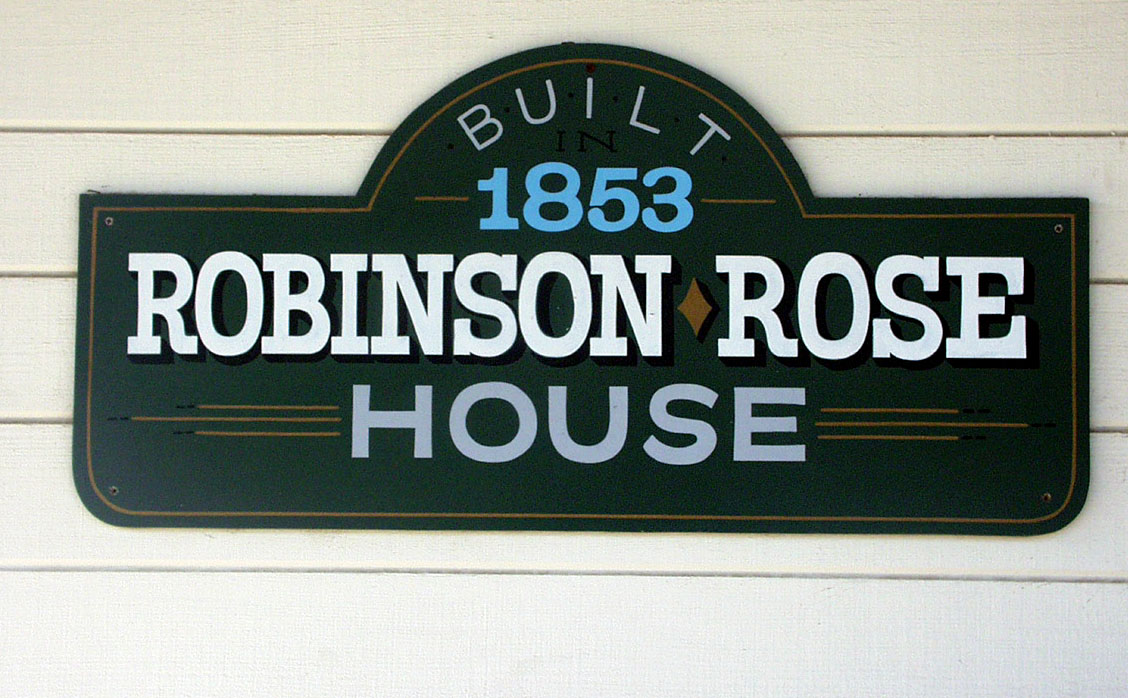 BUILT
IN
1853
ROBINSON ROSE
HOUSE